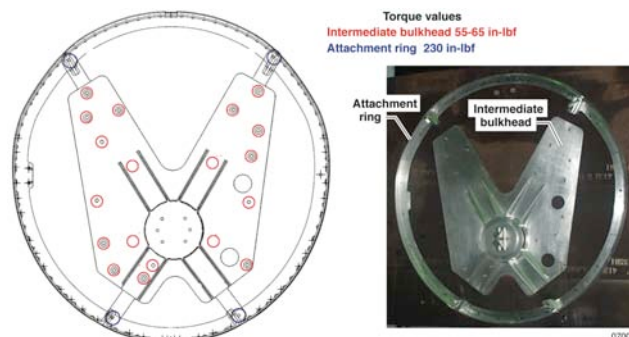 Torque values
Intermediate bulkhead 55-65 in-lbf
Attachment ring 230 in-lbf
Attachment
ring
Intermediate
bulkhead